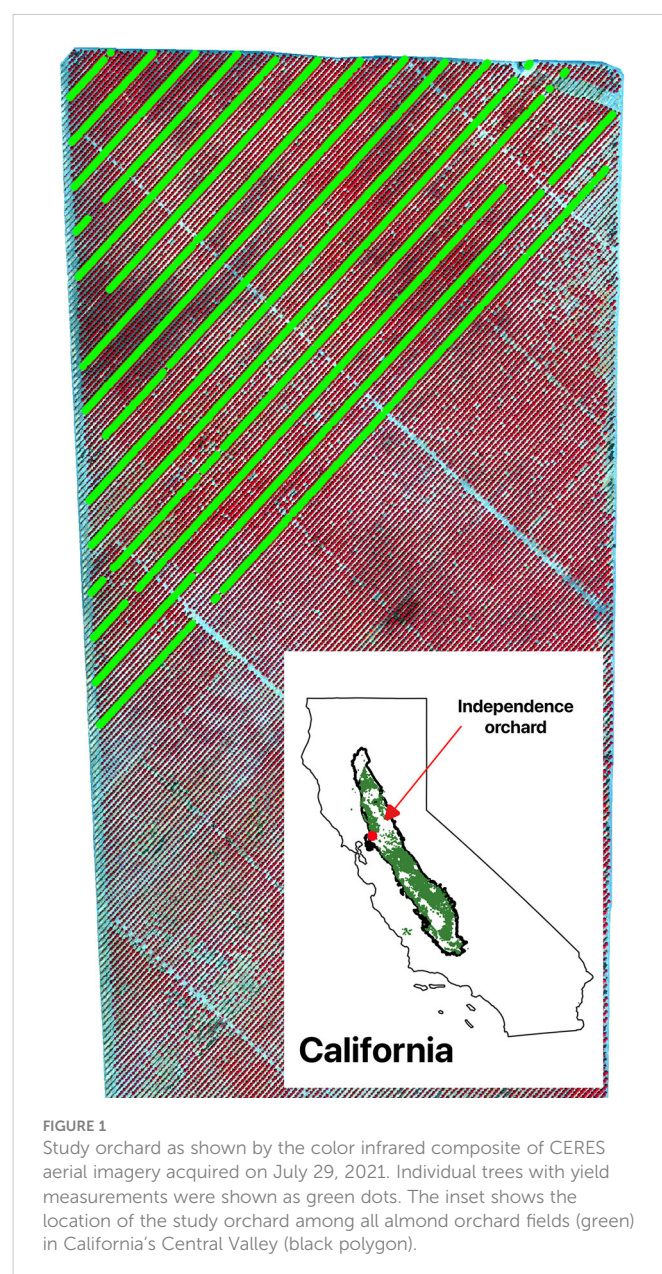 Independence
orchard
California
FIGURE 1
Study orchard as shown by the color infrared composite of CERES
aerial imagery acquired on July 29, 2021. Individual trees with yield
measurements were shown as green dots. The inset shows the
location of the study orchard among all almond orchard fields (green)
in California's Central Valley (black polygon).